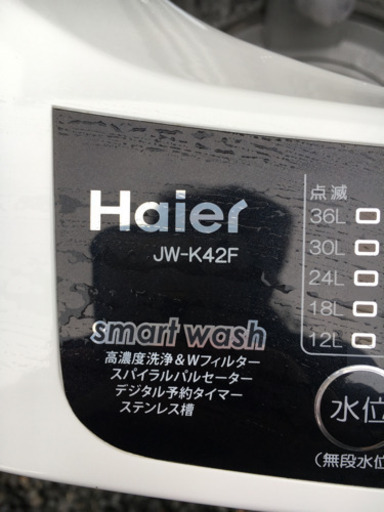 Haier
JW-K42F
smart wash
高濃度洗浄&Wフィルター
スパイラルパルセーター
デジタル予約タイマー
ステンレス槽
点滅
36L
30L
24L
18L
12L
水位
(無段水位